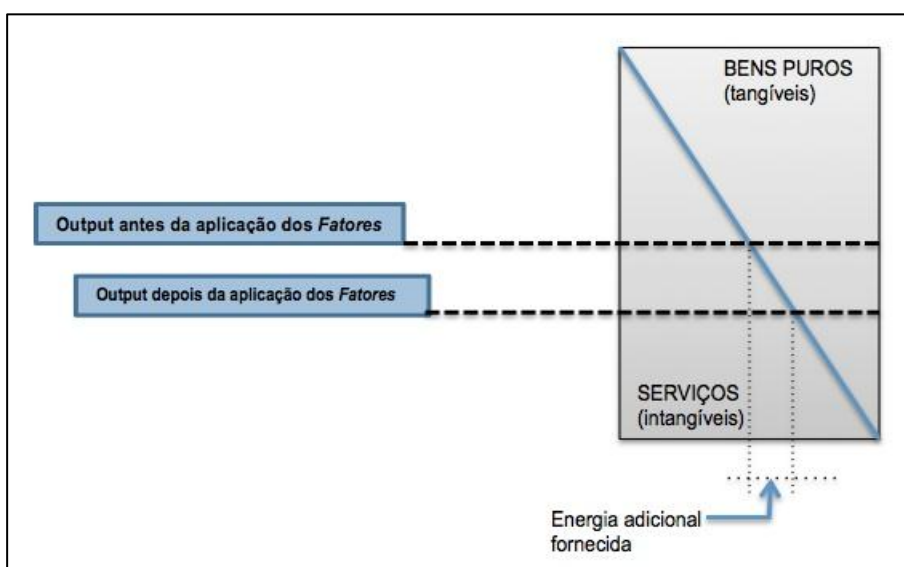 BENS PUROS
(tangíveis)
Output antes da aplicação dos Fatores
Output depois da aplicação dos Fatores
SERVIÇOS
(intangíveis)
Energia adicional
fornecida